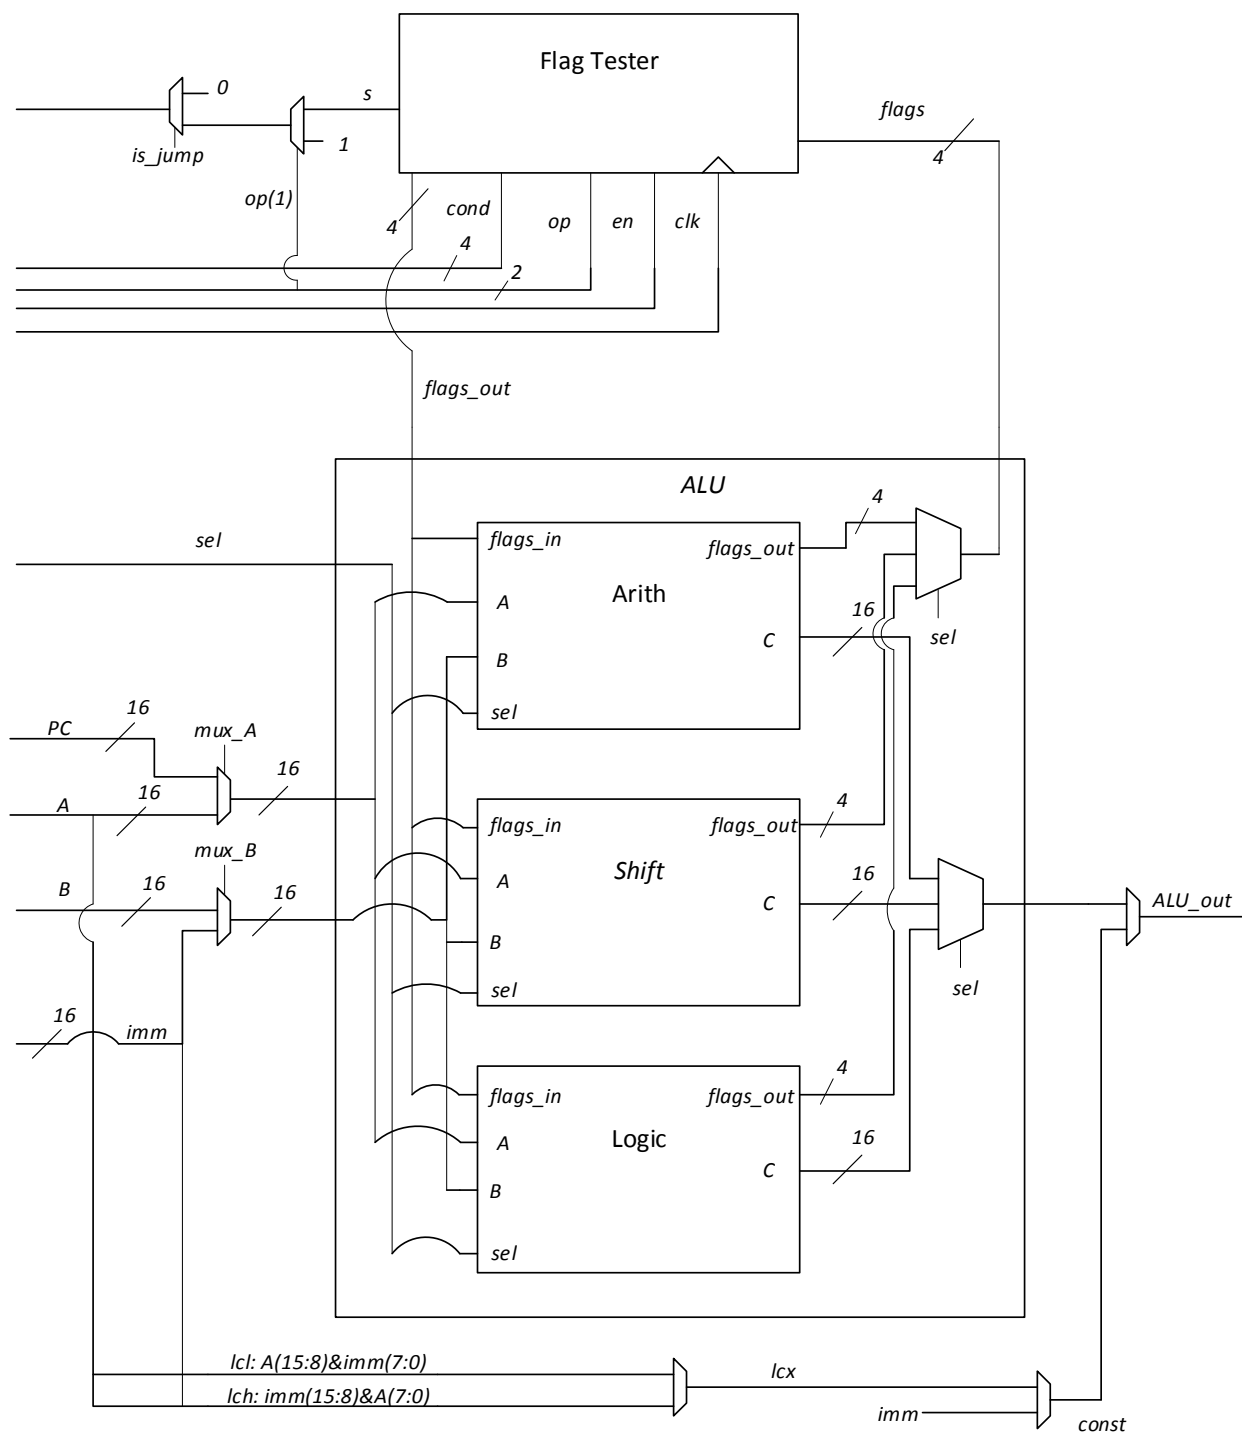 Flag Tester
0
s
flags
1
4
is_jump
op(1)
4
cond
op
en
clk
4
2
flags_out
ALU
4
sel
flags_in
flags_out
Arith
A
16
sel
C
B
sel
16
PC
mux_A
16
16
A
4
flags_in
flags_out
mux_B
Shift
16
A
16
16
B
C
ALU_out
B
sel
sel
16
imm
4
flags_in
flags_out
Logic
16
A
C
B
sel
lcl: A(15:8)&imm(7:0)
lcx
lch: imm(15:8)&A(7:0)
imm
const